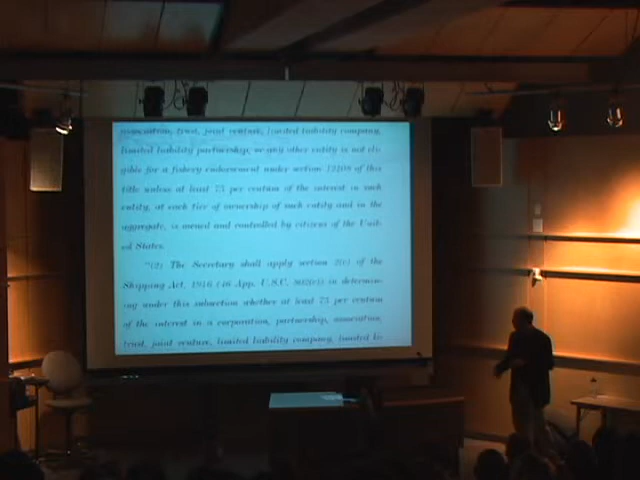 association, trust, joint venture, limited liability company,
limited liability partnership, or any other entity is not eli-
gible for a fishery endorsement under section 12108 of this
title unless at least 75 per centum of the interest in such
entity, at each tier of ownership of such entity and in the
aggregate, is owned and controlled by citizens of the Unit-
ed States.
"(2) The Secretary shall apply section 2(c) of the
Shipping Act, 1916 (46 App. U.S.C. 802(c)) in determin-
ing under this subsection whether at least 75 per centum
of the interest in a corporation, partnership, association,
trust, joint venture, limited liability company, limited li-